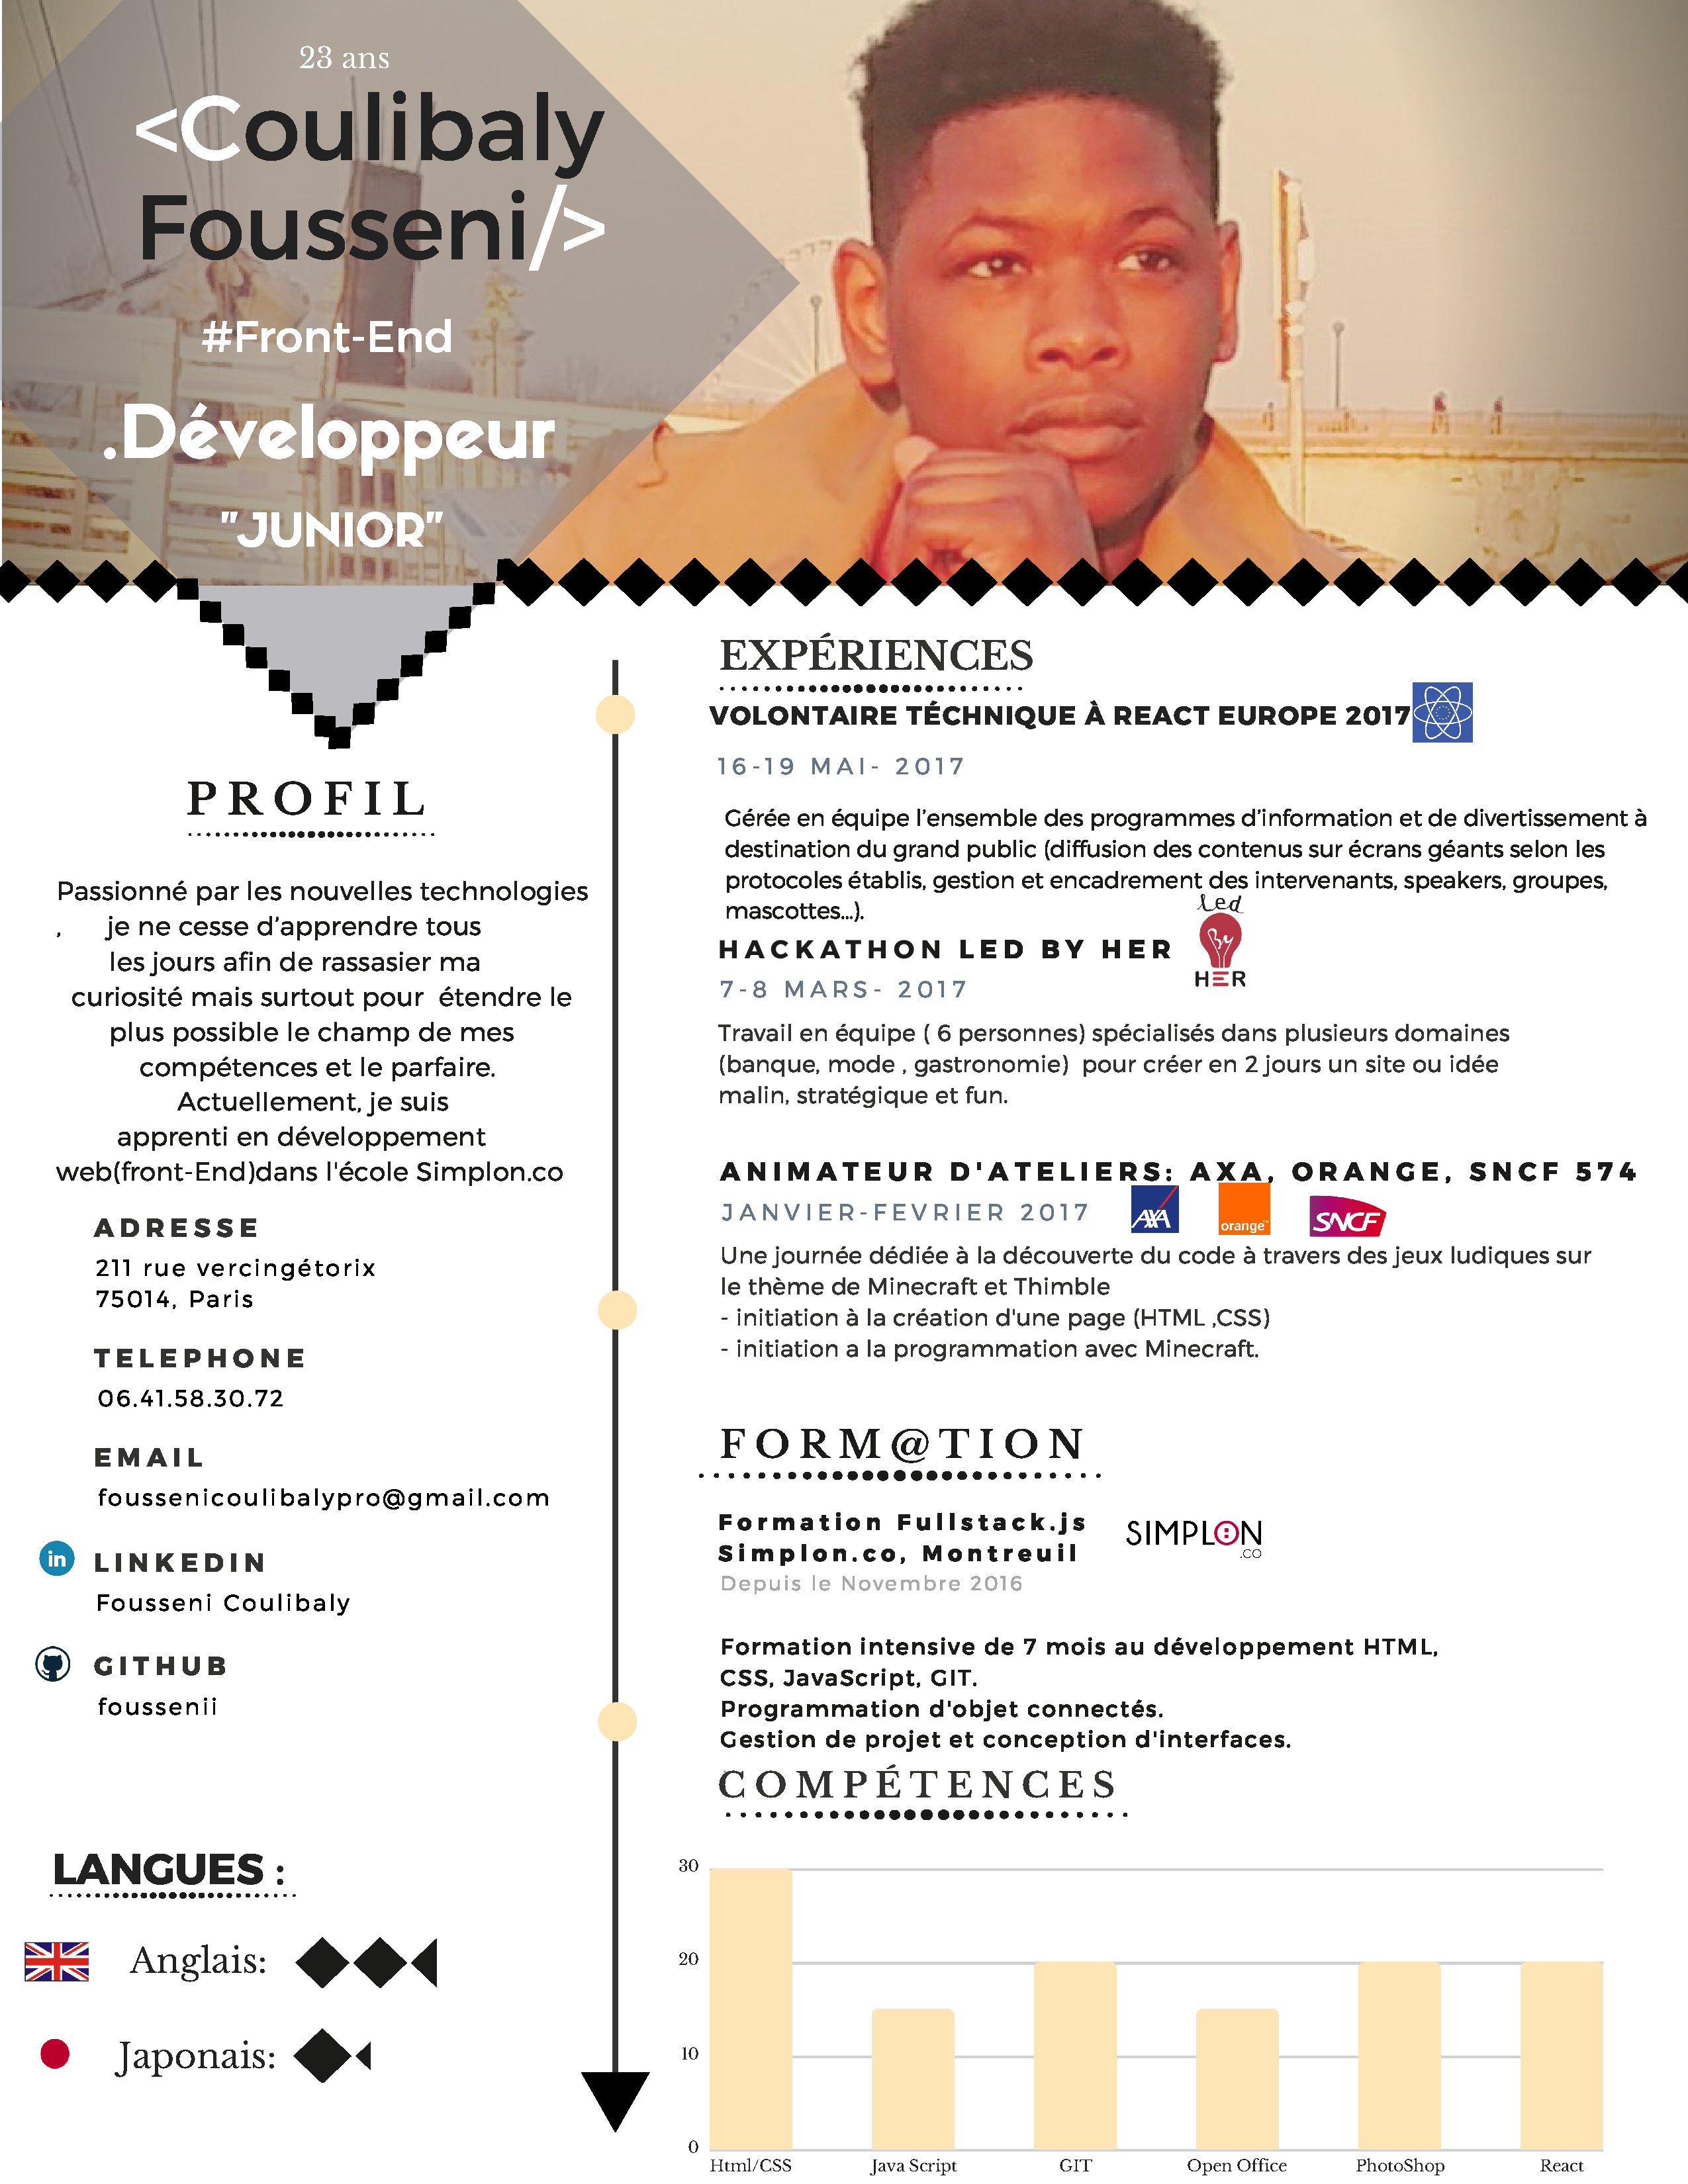 23 ans
<Coulibaly
Fousseni/>
#Front-End
.Développeur
"JUNIOR"
PROFIL
Passionné par les nouvelles technologies
, je ne cesse d'apprendre tous
les jours afin de rassasier ma
curiosité mais surtout pour étendre le
plus possible le champ de mes
compétences et le parfaire.
Actuellement, je suis
apprenti en développement
web(front-End)dans l'école Simplon.co
ADRESSE
211 rue vercingétorix
75014, Paris
TELEPHONE
06.41.58.30.72
EMAIL
foussenicoulibalypro@gmail.com
in LINKEDIN
Fousseni Coulibaly
GITHUB
foussenii
LANGUES :
Anglais:
Japonais:
EXPÉRIENCES
VOLONTAIRE TÉCHNIQUE À REACT EUROPE 2017
16-19 MAI- 2017
Gérée en équipe l'ensemble des programmes d'information et de divertissement à
destination du grand public (diffusion des contenus sur écrans géants selon les
protocoles établis, gestion et encadrement des intervenants, speakers, groupes,
mascottes...).
HACKATHON LED BY HER
Led
By
HER
7-8 MARS- 2017
Travail en équipe ( 6 personnes) spécialisés dans plusieurs domaines
(banque, mode , gastronomie) pour créer en 2 jours un site ou idée
malin, stratégique et fun.
ANIMATEUR D'ATELIERS: AXA, ORANGE, SNCF 574
JANVIER-FEVRIER 2017
AXA
orange™
SNCF
Une journée dédiée à la découverte du code à travers des jeux ludiques sur
le thème de Minecraft et Thimble
- initiation à la création d'une page (HTML ,CSS)
- initiation a la programmation avec Minecraft.
FORM@TION
Formation Fullstack.js
Simplon.co, Montreuil
SIMPLON
.CO
Depuis le Novembre 2016
Formation intensive de 7 mois au développement HTML,
CSS, JavaScript, GIT.
Programmation d'objet connectés.
Gestion de projet et conception d'interfaces.
COMPÉTENCES
30
20
10
0
Html/CSS Java Script GIT Open Office PhotoShop React